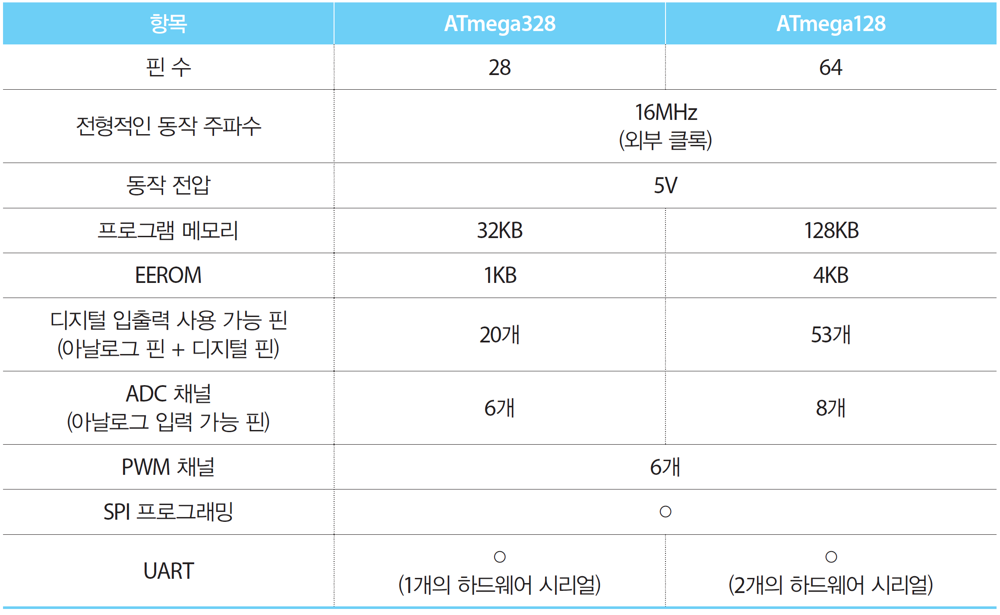 항목 ATmega328 ATmega128
핀 수 28 64
전형적인 동작 주파수 16MHz
(외부 클록)
동작 전압 5V
프로그램 메모리 32KB 128KB
EEROM 1KB 4KB
디지털 입출력 사용 가능 핀
(아날로그 핀 + 디지털 핀) 20개 53개
ADC 채널
(아날로그 입력 가능 핀) 6개 8개
PWM 채널 6개
SPI 프로그래밍 ○
UART ○
(1개의 하드웨어 시리얼) ○
(2개의 하드웨어 시리얼)